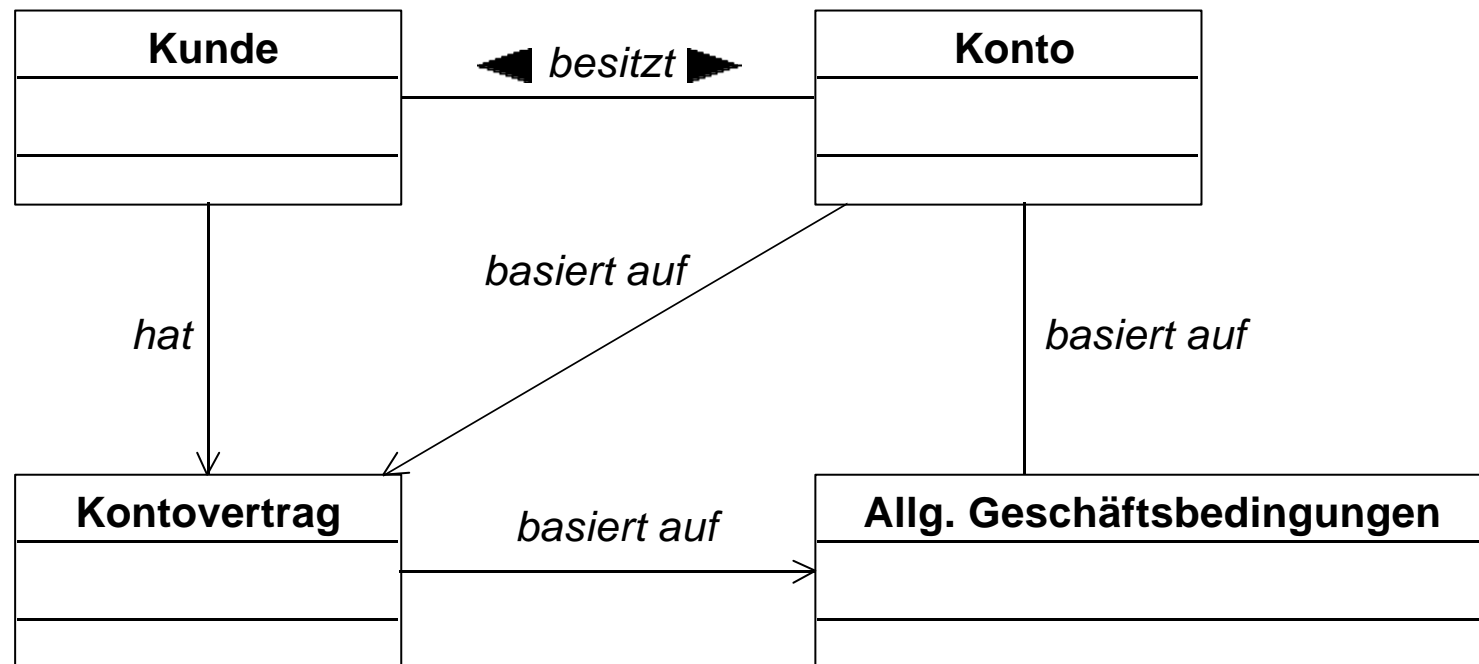 Kunde
besitzt
Konto
basiert auf
hat
basiert auf
Kontovertrag
basiert auf
Allg. Geschäftsbedingungen